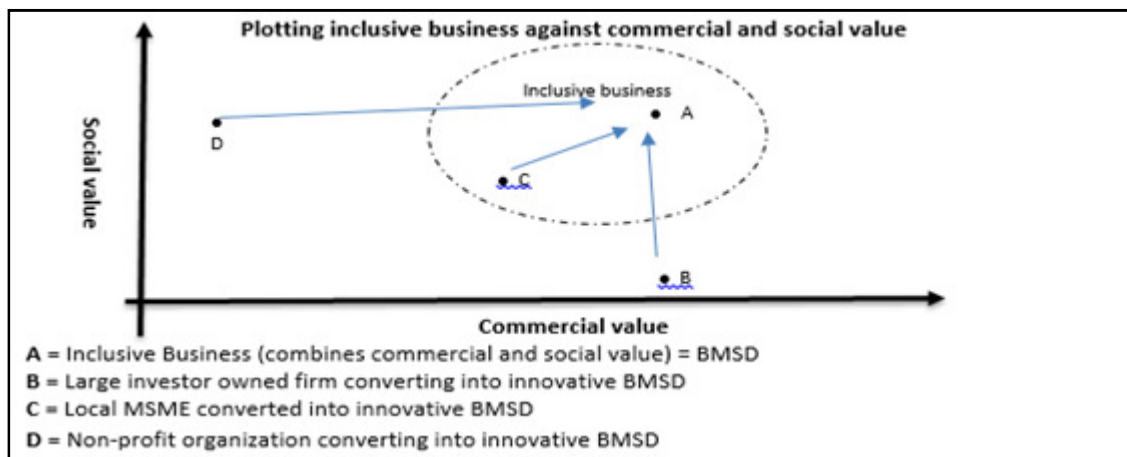 Plotting inclusive business against commercial and social value
Inclusive business
A
D
C
B
Social value
Commercial value
A = Inclusive Business (combines commercial and social value) = BMSD
B = Large investor owned firm converting into innovative BMSD
C = Local MSME converted into innovative BMSD
D = Non-profit organization converting into innovative BMSD